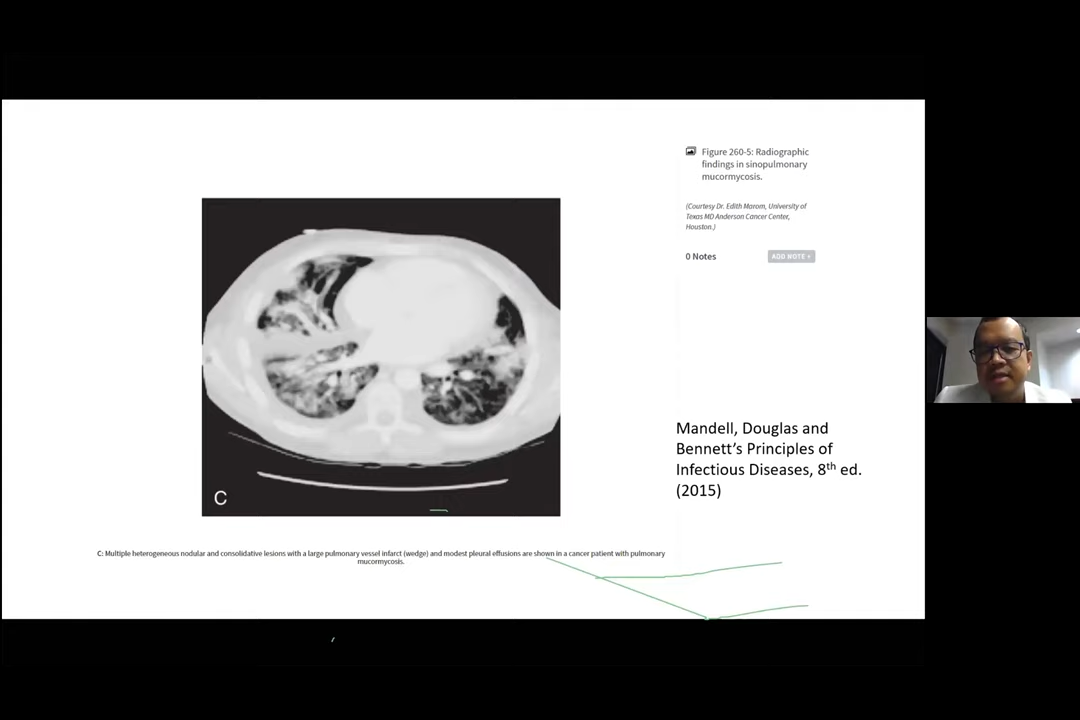 Figure 260-5: Radiographic
findings in sinopulmonary
mucormycosis.
(Courtesy Dr. Edith Marom, University of
Texas MD Anderson Cancer Center,
Houston.)
0 Notes
ADD NOTE +
Mandell, Douglas and
Bennett's Principles of
Infectious Diseases, 8th ed.
(2015)
C
C: Multiple heterogeneous nodular and consolidative lesions with a large pulmonary vessel infarct (wedge) and modest pleural effusions are shown in a cancer patient with pulmonary
mucormycosis.